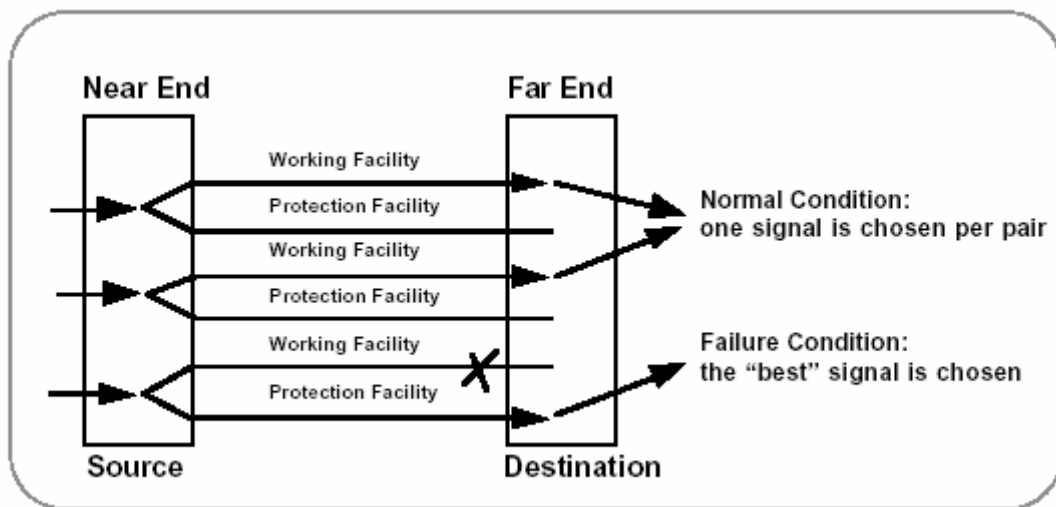 Near End
Far End
Working Facility
Protection Facility
Working Facility
Protection Facility
Working Facility
Protection Facility
Normal Condition:
one signal is chosen per pair
Failure Condition:
the “best” signal is chosen
Source
Destination